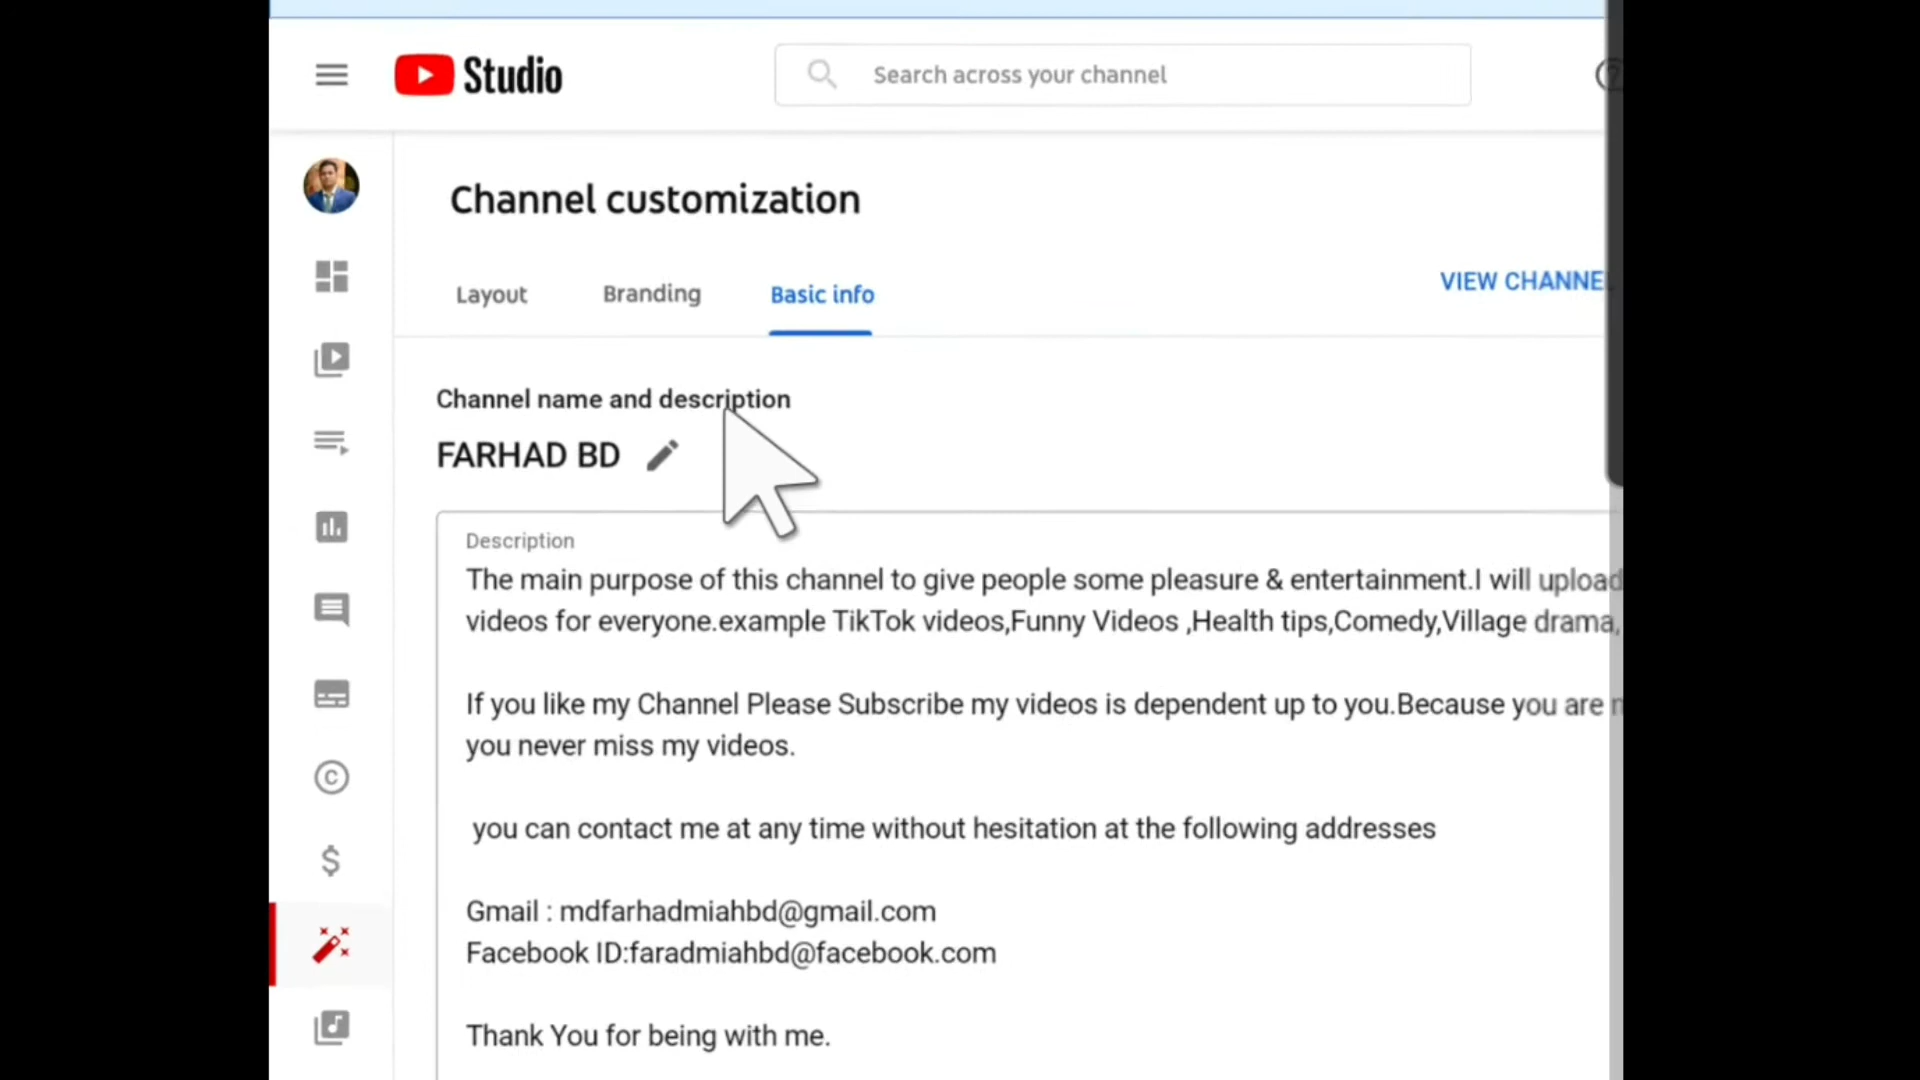 Studio
Search across your channel
Channel customization
Layout Branding Basic info
VIEW CHANNEL
Channel name and description
FARHAD BD
Description
The main purpose of this channel to give people some pleasure & entertainment.I will upload
videos for everyone.example TikTok videos,Funny Videos ,Health tips,Comedy,Village drama,
If you like my Channel Please Subscribe my videos is dependent up to you.Because you are
you never miss my videos.
you can contact me at any time without hesitation at the following addresses
Gmail : mdfarhadmiahbd@gmail.com
Facebook ID:faradmiahbd@facebook.com
Thank You for being with me.